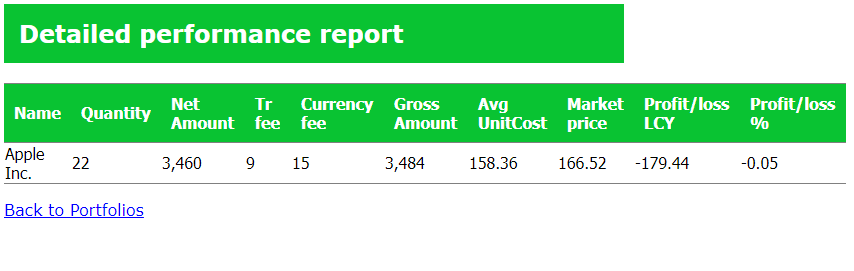 Detailed performance report
Name Quantity Net Amount Tr fee Currency fee Gross Amount Avg UnitCost Market price Profit/loss LCY Profit/loss %
Apple Inc. 22 3,460 9 15 3,484 158.36 166.52 -179.44 -0.05
Back to Portfolios